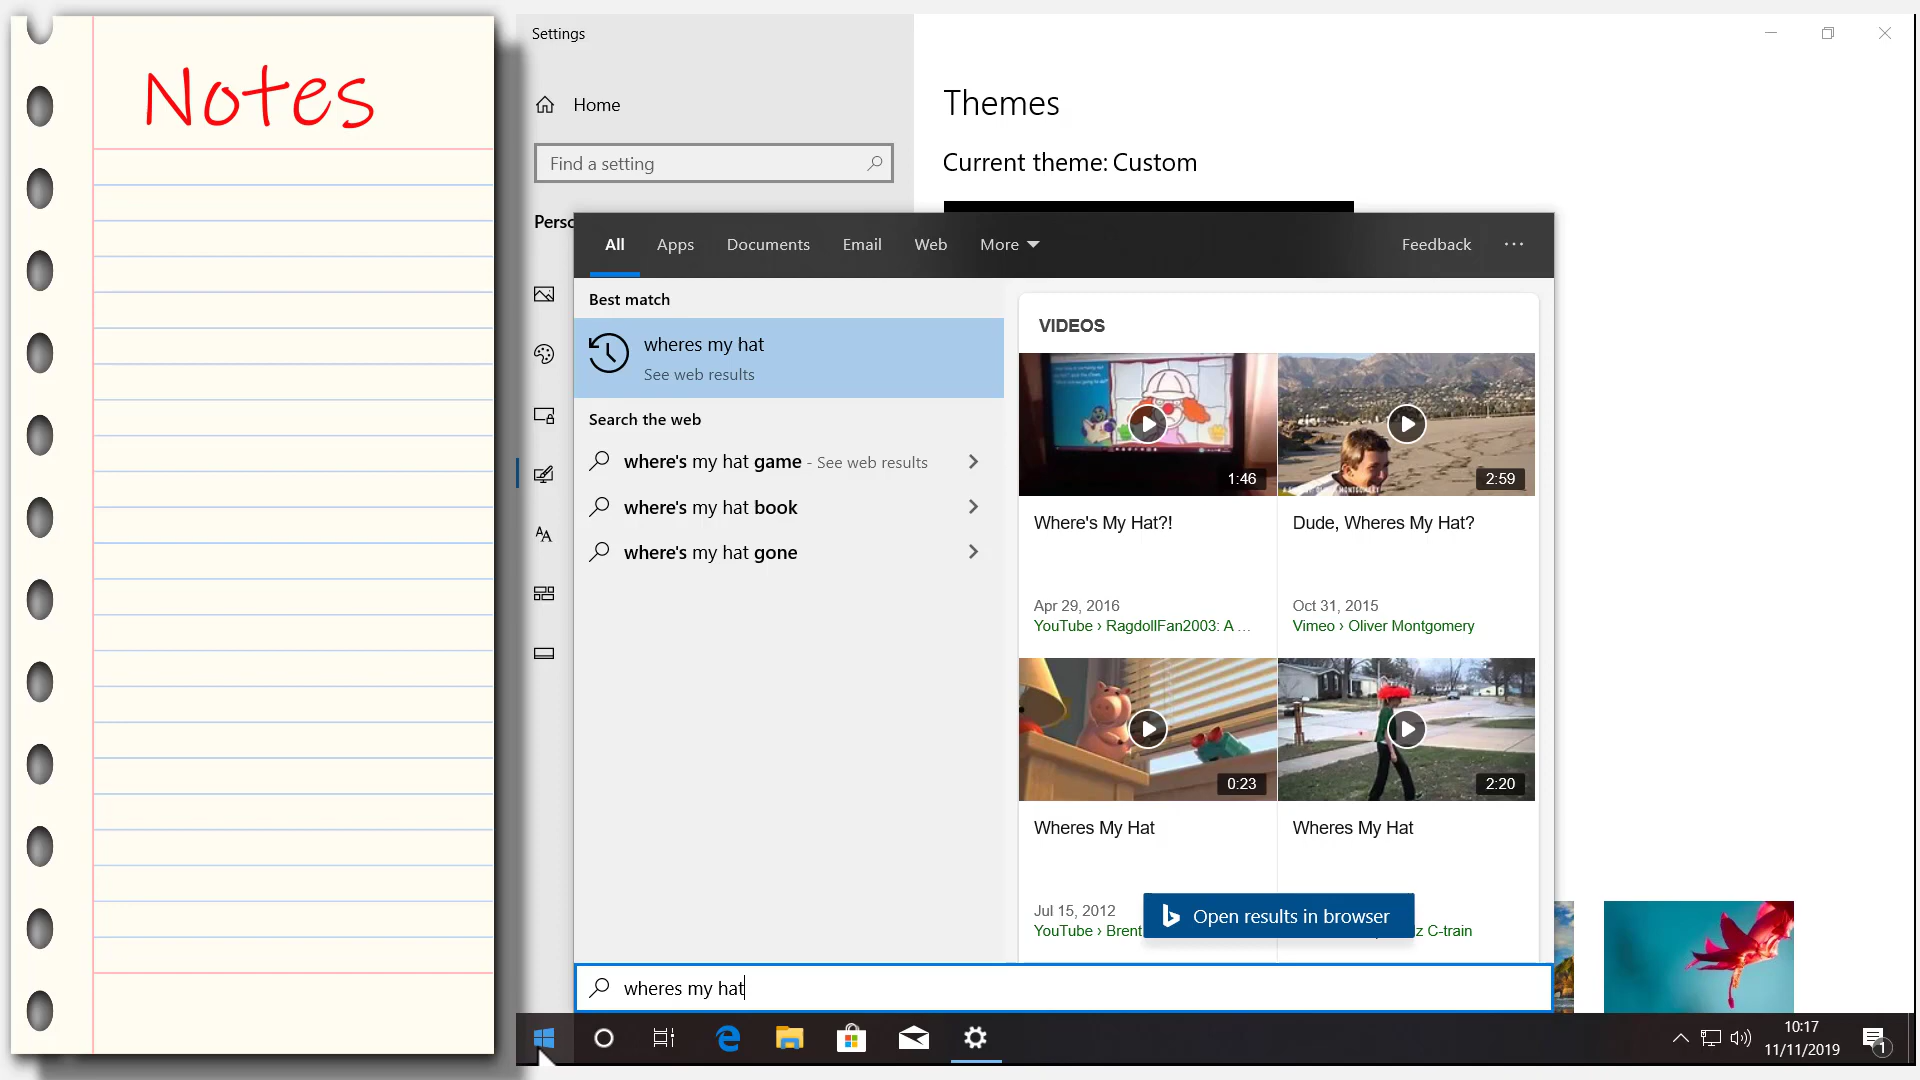 Notes
Settings
Home
Find a setting
Perso
Themes
Current theme: Custom
All
Apps
Documents
Email
Web
More
Feedback
Best match
wheres my hat
See web results
Search the web
where's my hat game - See web results
where's my hat book
where's my hat gone
VIDEOS
1:46
2:59
Where's My Hat?!
Dude, Wheres My Hat?
Apr 29, 2016
Oct 31, 2015
YouTube › RagdollFan2003: A ...
Vimeo › Oliver Montgomery
0:23
2:20
Wheres My Hat
Wheres My Hat
Jul 15, 2012
YouTube › Brent
z C-train
Open results in browser
wheres my hat
10:17
11/11/2019
1